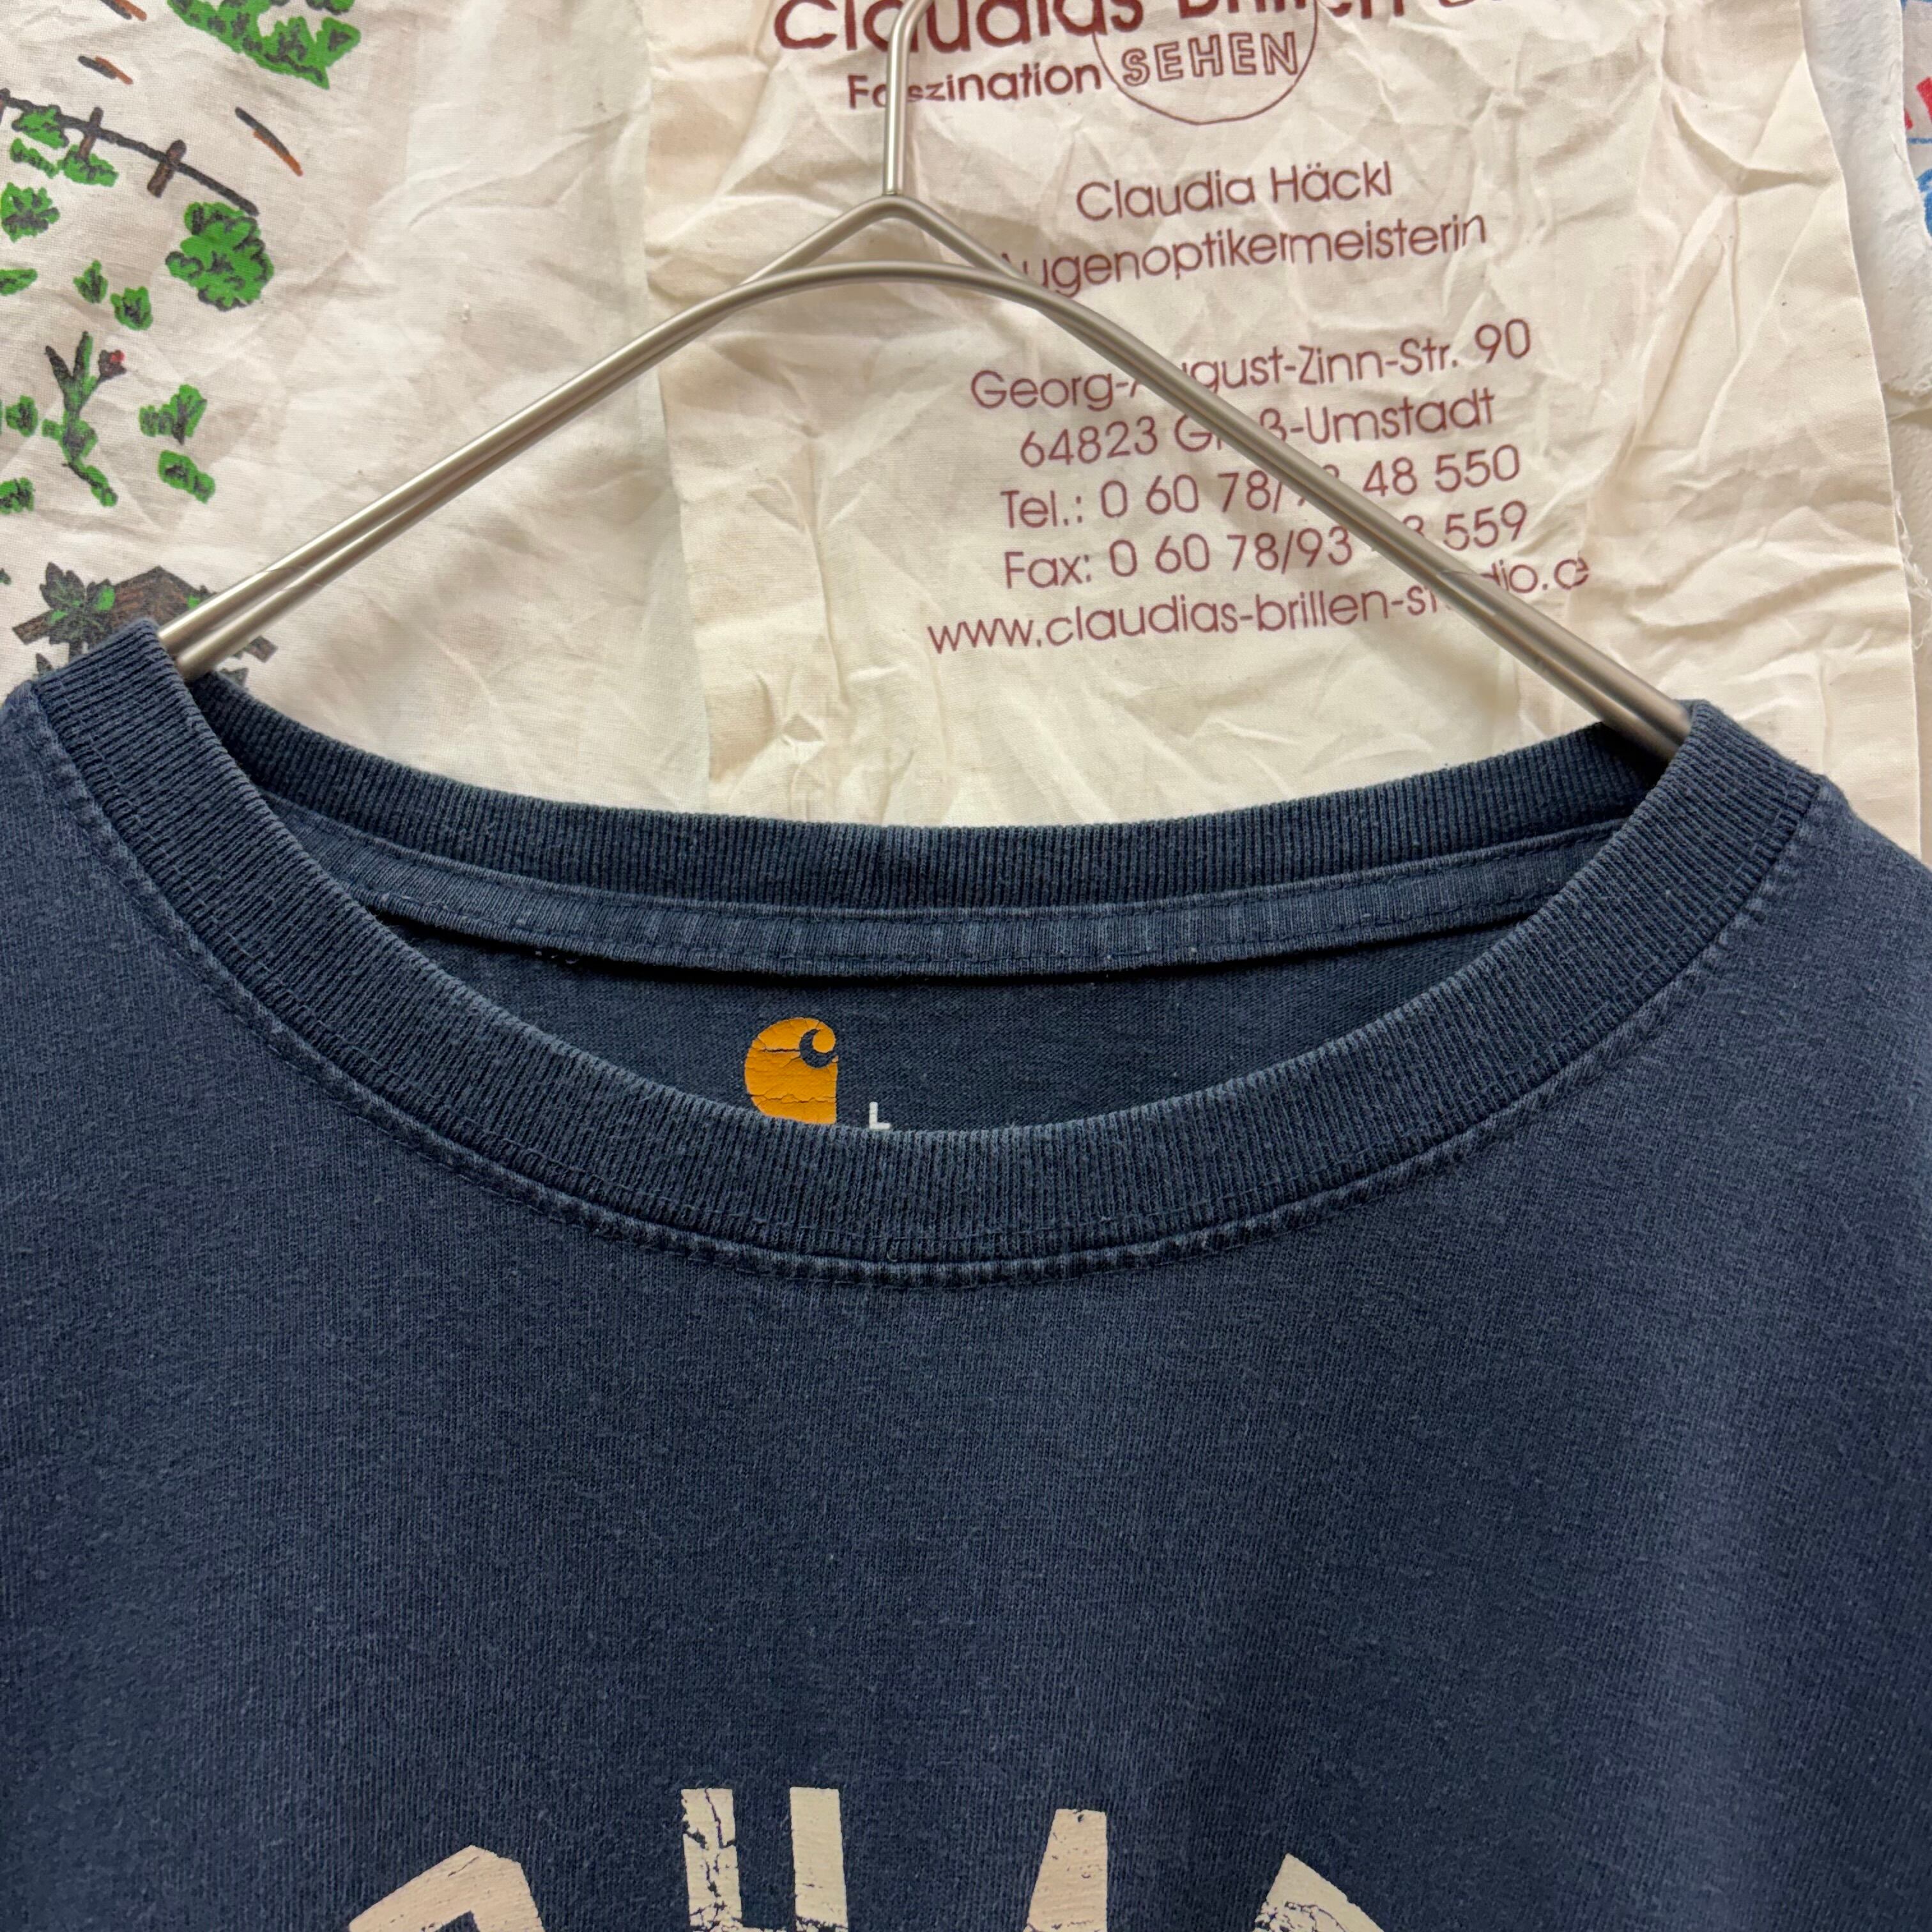 Claudias Brillen
Faszination SEHEN
Claudia Häckl
Augenoptikermeisterin
Georg-August-Zinn-Str. 90
64823 Groß-Umstadt
Tel.: 0 60 78/ 48 550
Fax: 0 60 78/93 559
www.claudias-brillen-studio.de
L